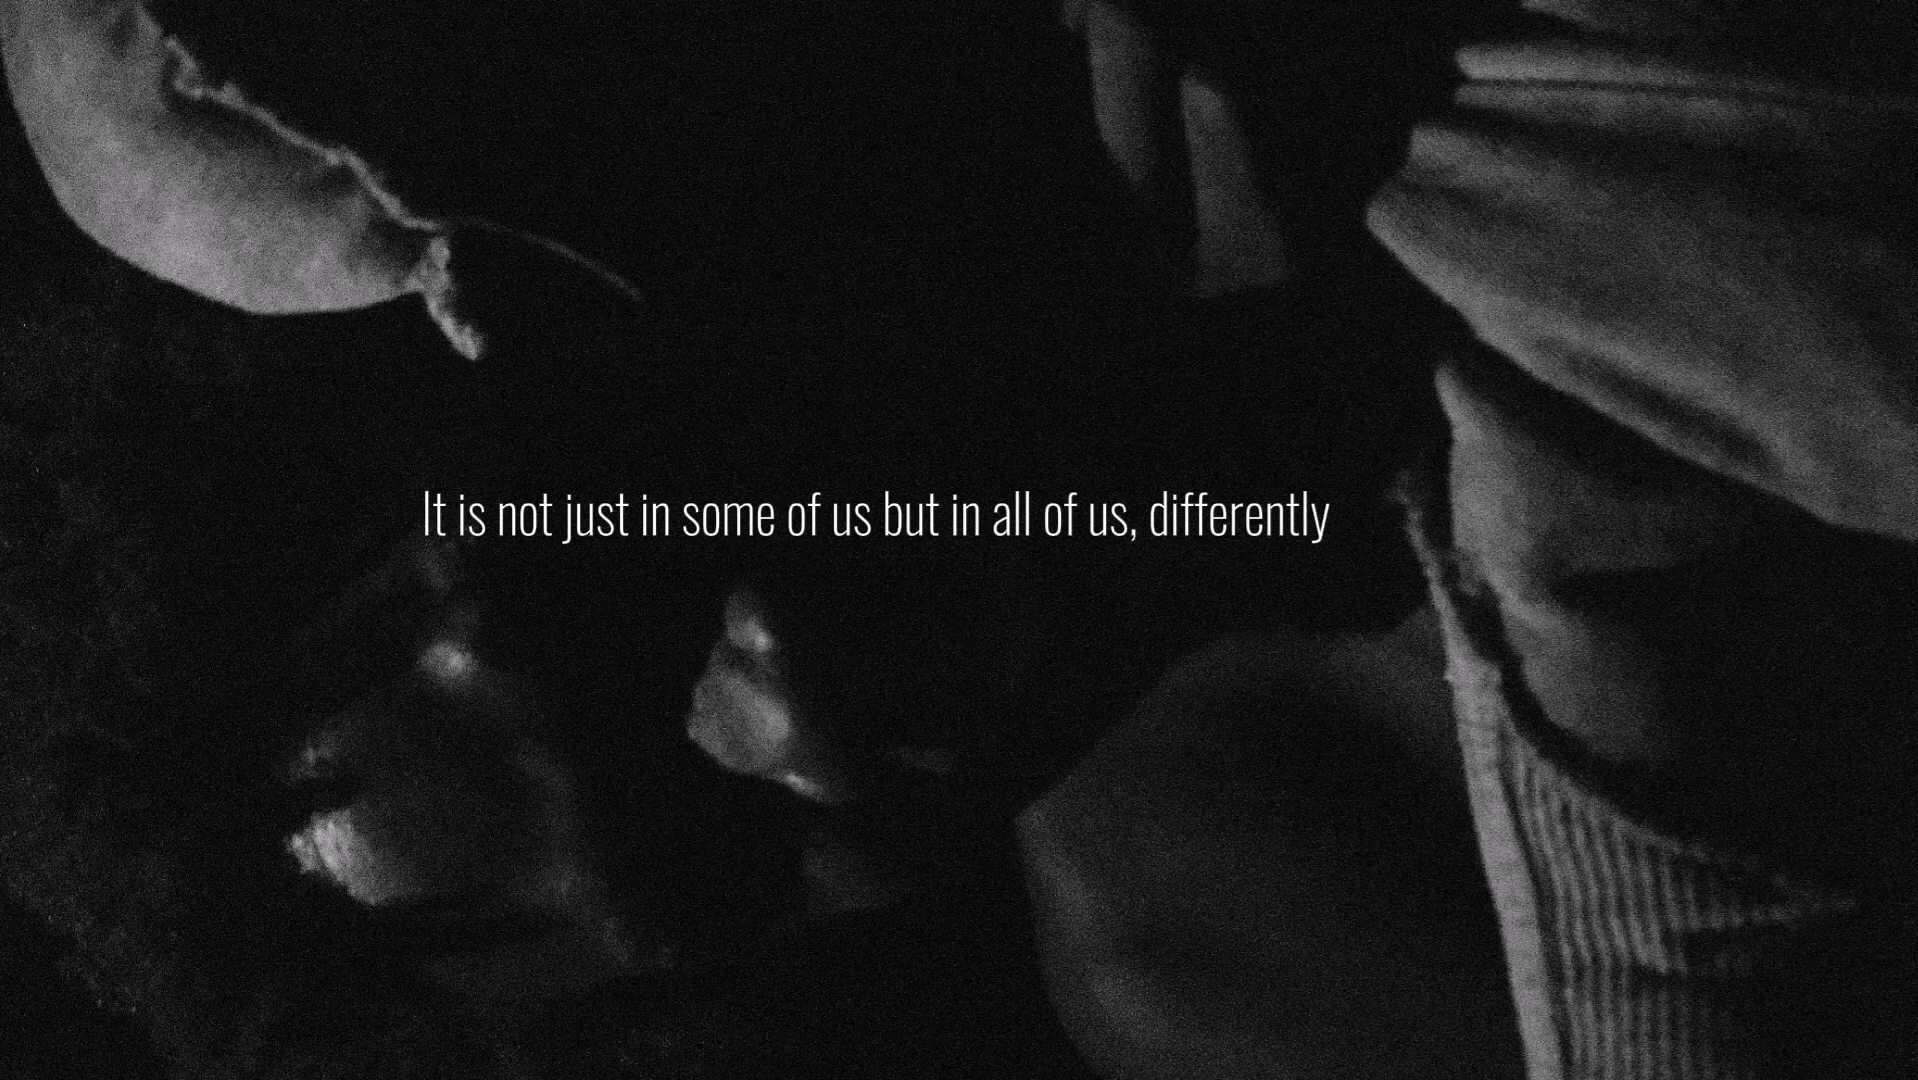 It is not just in some of us but in all of us, differently